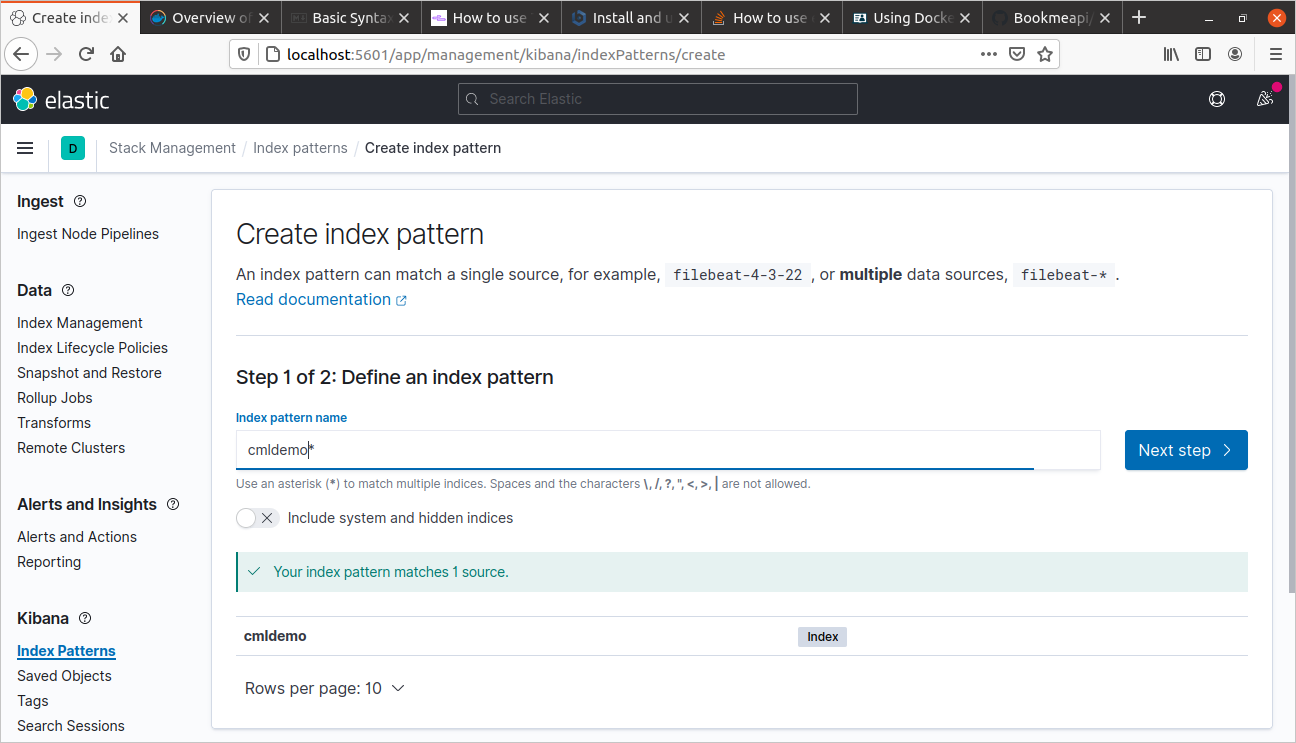 Create inde
Overview of
Basic Syntax
How to use
Install and u
How to use
Using Docke
Bookmeapi/
localhost:5601/app/management/kibana/indexPatterns/create
elastic
Search Elastic
D
Stack Management / Index patterns / Create index pattern
Ingest
Ingest Node Pipelines
Data
Index Management
Index Lifecycle Policies
Snapshot and Restore
Rollup Jobs
Transforms
Remote Clusters
Alerts and Insights
Alerts and Actions
Reporting
Kibana
Index Patterns
Saved Objects
Tags
Search Sessions
Create index pattern
An index pattern can match a single source, for example, filebeat-4-3-22 , or multiple data sources, filebeat-* .
Read documentation
Step 1 of 2: Define an index pattern
Index pattern name
cmldemo*
Next step
Use an asterisk (*) to match multiple indices. Spaces and the characters \, /, ?, ", <, >, | are not allowed.
Include system and hidden indices
Your index pattern matches 1 source.
cmldemo Index
Rows per page: 10